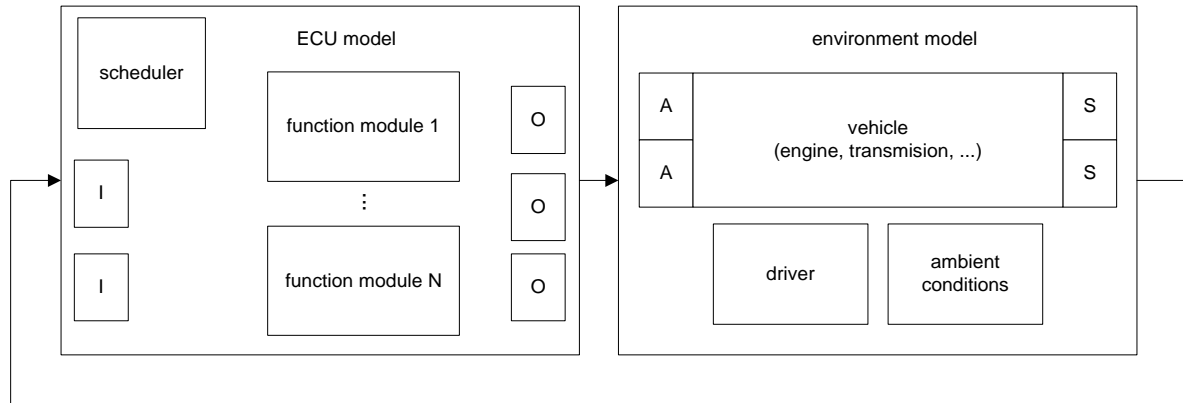 ECU model
scheduler
function module 1
...
function module N
I
I
O
O
O
environment model
A
A
vehicle
(engine, transmision, ...)
S
S
driver
ambient
conditions